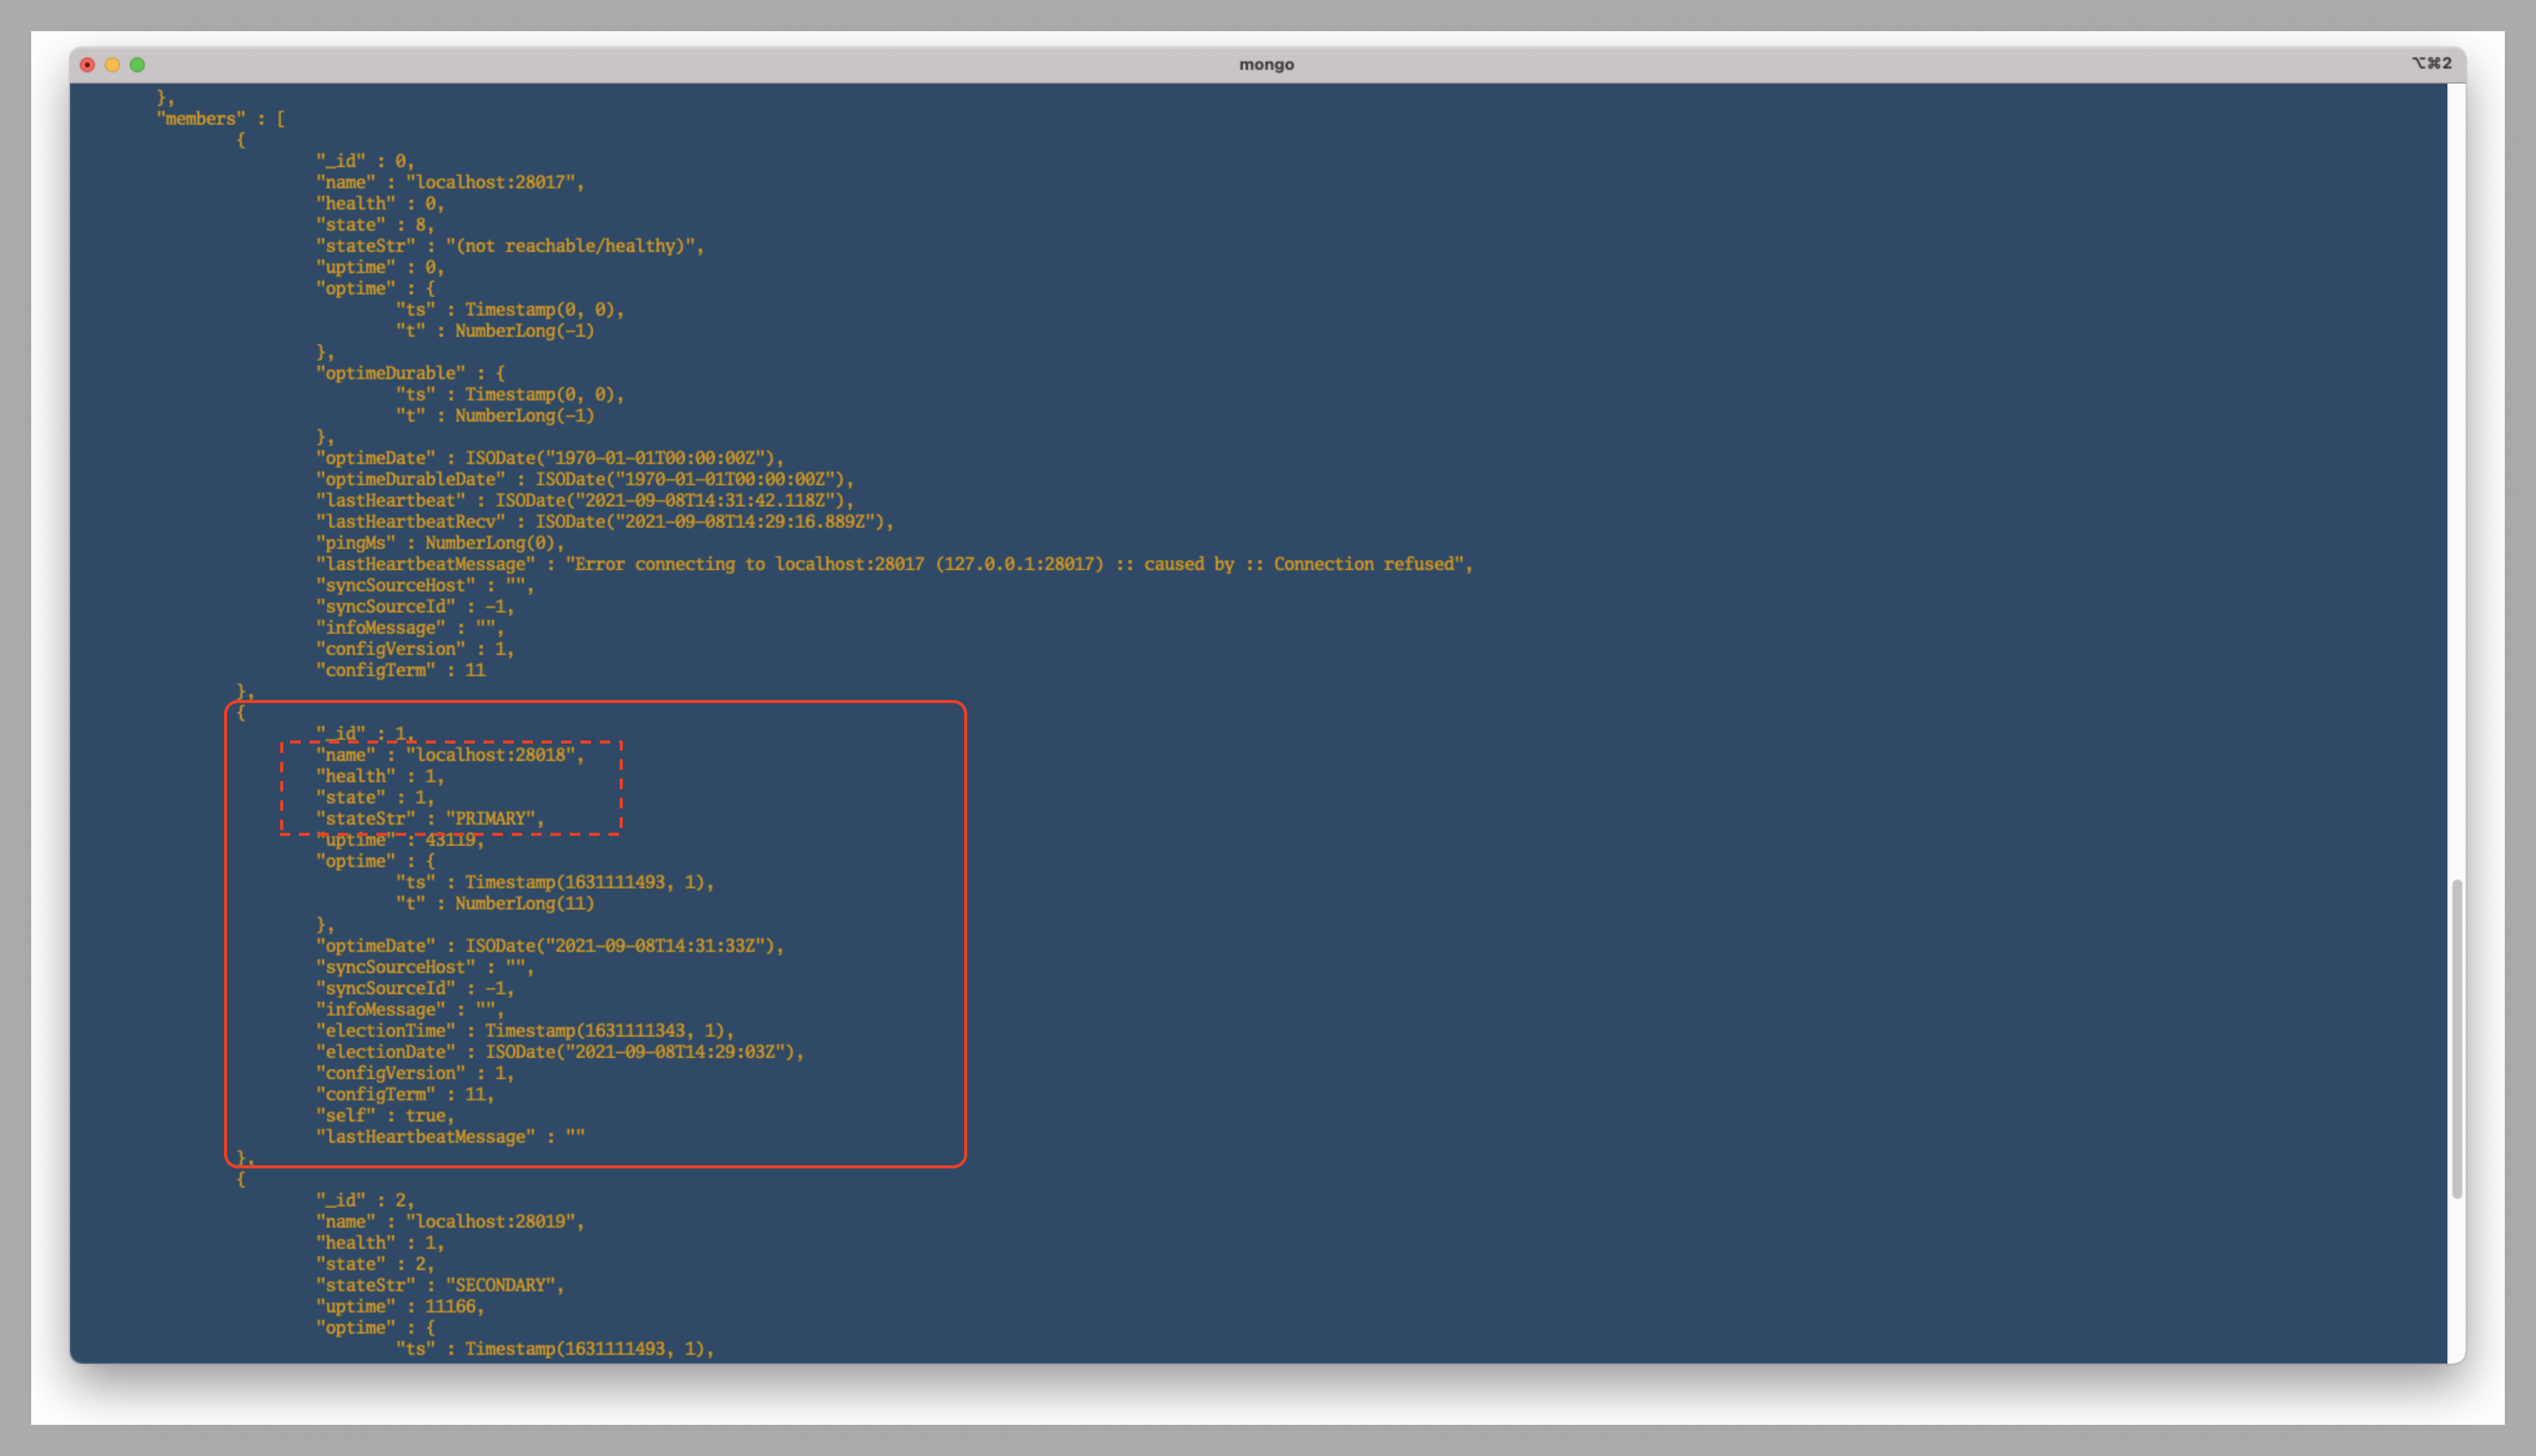 mongo
⌥⌘2
},
"members" : [
{
"_id" : 0,
"name" : "localhost:28017",
"health" : 0,
"state" : 8,
"stateStr" : "(not reachable/healthy)",
"uptime" : 0,
"optime" : {
"ts" : Timestamp(0, 0),
"t" : NumberLong(-1)
},
"optimeDurable" : {
"ts" : Timestamp(0, 0),
"t" : NumberLong(-1)
},
"optimeDate" : ISODate("1970-01-01T00:00:00Z"),
"optimeDurableDate" : ISODate("1970-01-01T00:00:00Z"),
"lastHeartbeat" : ISODate("2021-09-08T14:31:42.118Z"),
"lastHeartbeatRecv" : ISODate("2021-09-08T14:29:16.889Z"),
"pingMs" : NumberLong(0),
"lastHeartbeatMessage" : "Error connecting to localhost:28017 (127.0.0.1:28017) :: caused by :: Connection refused",
"syncSourceHost" : "",
"syncSourceId" : -1,
"infoMessage" : "",
"configVersion" : 1,
"configTerm" : 11
},
{
"_id" : 1,
"name" : "localhost:28018",
"health" : 1,
"state" : 1,
"stateStr" : "PRIMARY",
"uptime" : 43119,
"optime" : {
"ts" : Timestamp(1631111493, 1),
"t" : NumberLong(11)
},
"optimeDate" : ISODate("2021-09-08T14:31:33Z"),
"syncSourceHost" : "",
"syncSourceId" : -1,
"infoMessage" : "",
"electionTime" : Timestamp(1631111343, 1),
"electionDate" : ISODate("2021-09-08T14:29:03Z"),
"configVersion" : 1,
"configTerm" : 11,
"self" : true,
"lastHeartbeatMessage" : ""
},
{
"_id" : 2,
"name" : "localhost:28019",
"health" : 1,
"state" : 2,
"stateStr" : "SECONDARY",
"uptime" : 11166,
"optime" : {
"ts" : Timestamp(1631111493, 1),